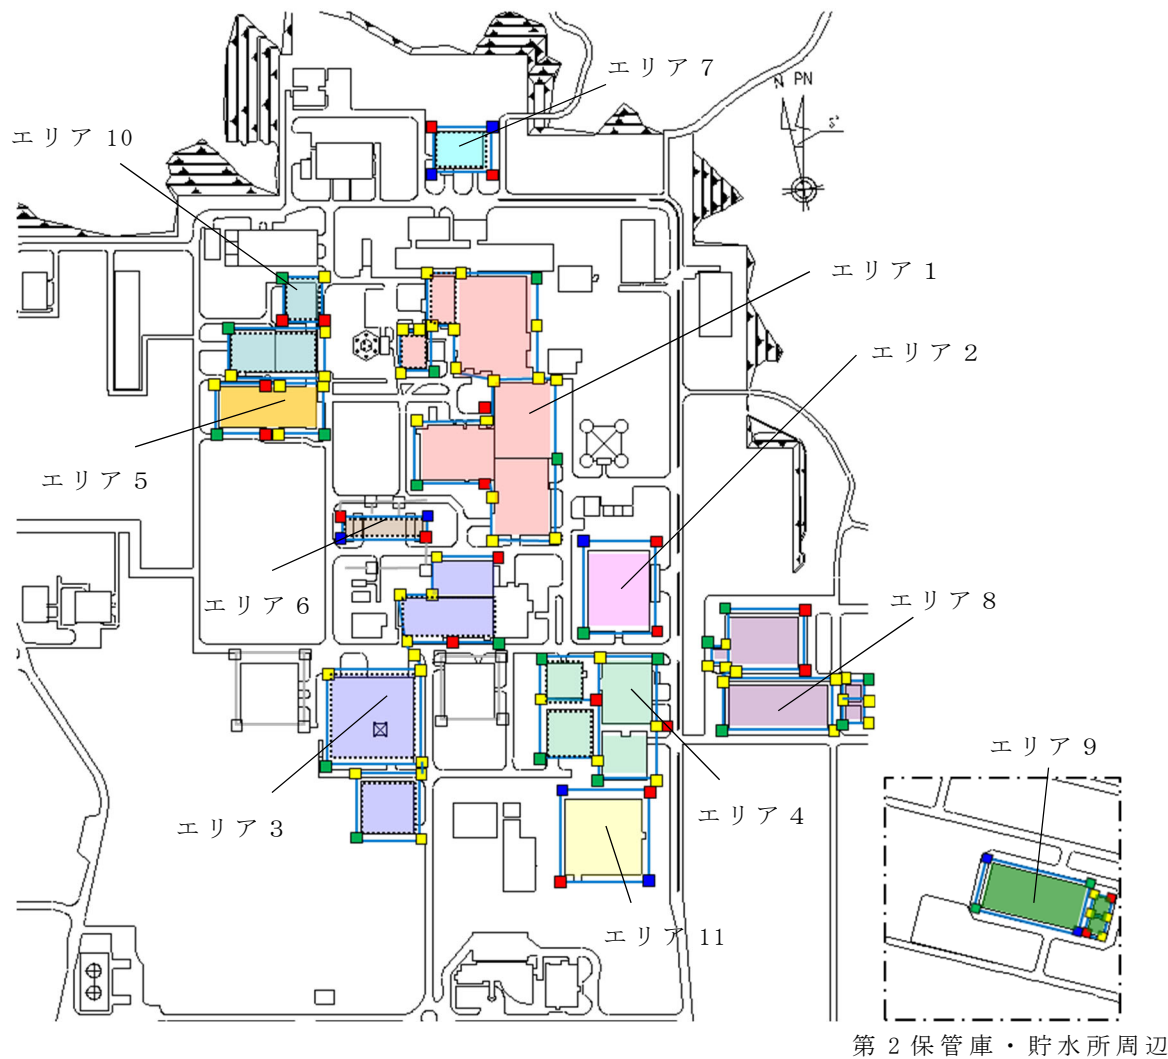 エリア 7
N PN
エリア 10
エリア 1
エリア 2
エリア 5
エリア 6
エリア 8
エリア 9
エリア 3
エリア 4
エリア 11
第 2 保管庫・貯水所周辺